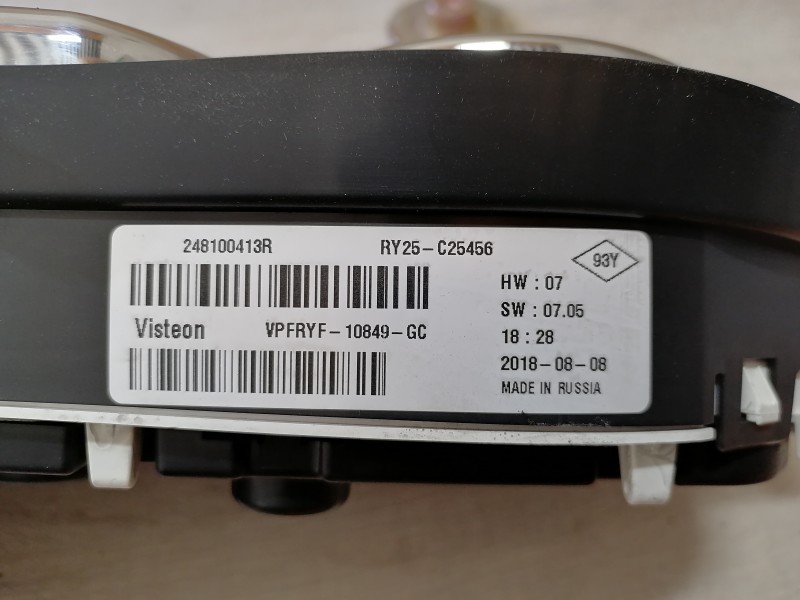 248100413R RY25-C25456
93Y
HW : 07
SW : 07.05
Visteon VPFRYF-10849-GC
18 : 28
2018-08-08
MADE IN RUSSIA